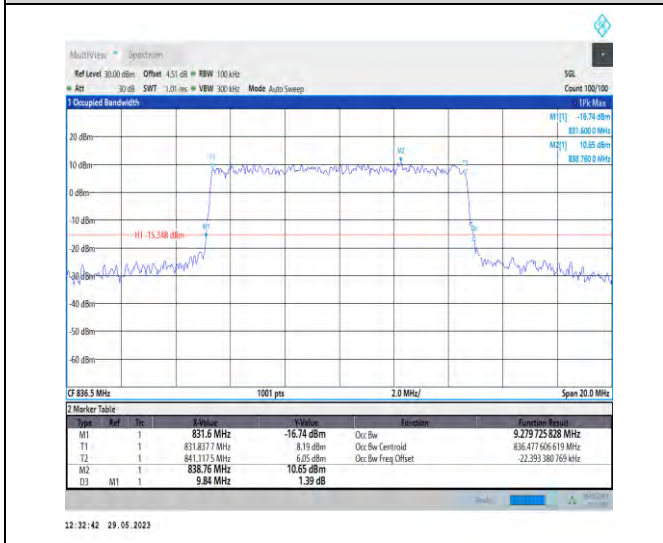 MultiView Spectrum
Ref Level 30.00 dBm Offset 4.51 dB RBW 100 kHz SGL
Att 30 dB SWT 1.01 ms VBW 300 kHz Mode Auto Sweep Count 100/100
1 Occupied Bandwidth 1Pk Max
M1[1] -16.74 dBm
831.600 0 MHz
M2[1] 10.65 dBm
838.760 0 MHz
20 dBm
10 dBm
0 dBm
-10 dBm
-20 dBm
-30 dBm
-40 dBm
-50 dBm
-60 dBm
M2
M1
H1 -15.348 dBm
CF 836.5 MHz 1001 pts 2.0 MHz/ Span 20.0 MHz
2 Marker Table
Type Ref Trc X-Value Y-Value Function Function Result
M1 1 831.6 MHz -16.74 dBm Occ Bw 9.279 725 828 MHz
T1 1 831.837 7 MHz 8.19 dBm Occ Bw Centroid 836.477 606 619 MHz
T2 1 841.117 5 MHz 6.05 dBm Occ Bw Freq Offset -22.393 380 769 kHz
M2 1 838.76 MHz 10.65 dBm
D3 M1 1 9.84 MHz 1.39 dB
12:32:42 29.05.2023